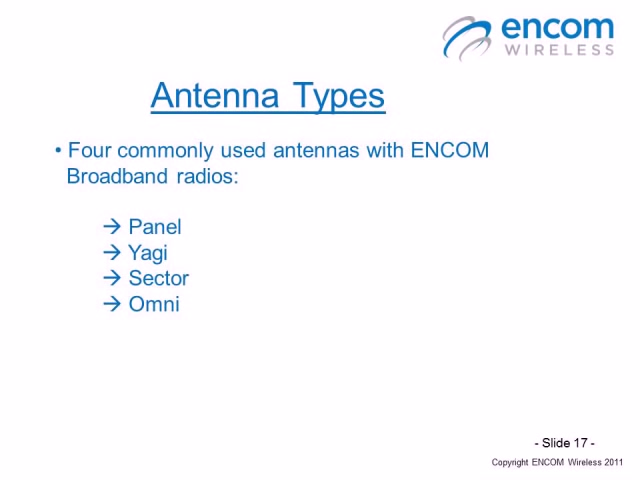 encom
WIRELESS
Antenna Types
• Four commonly used antennas with ENCOM
Broadband radios:
→ Panel
→ Yagi
→ Sector
→ Omni
- Slide 17 -
Copyright ENCOM Wireless 2011